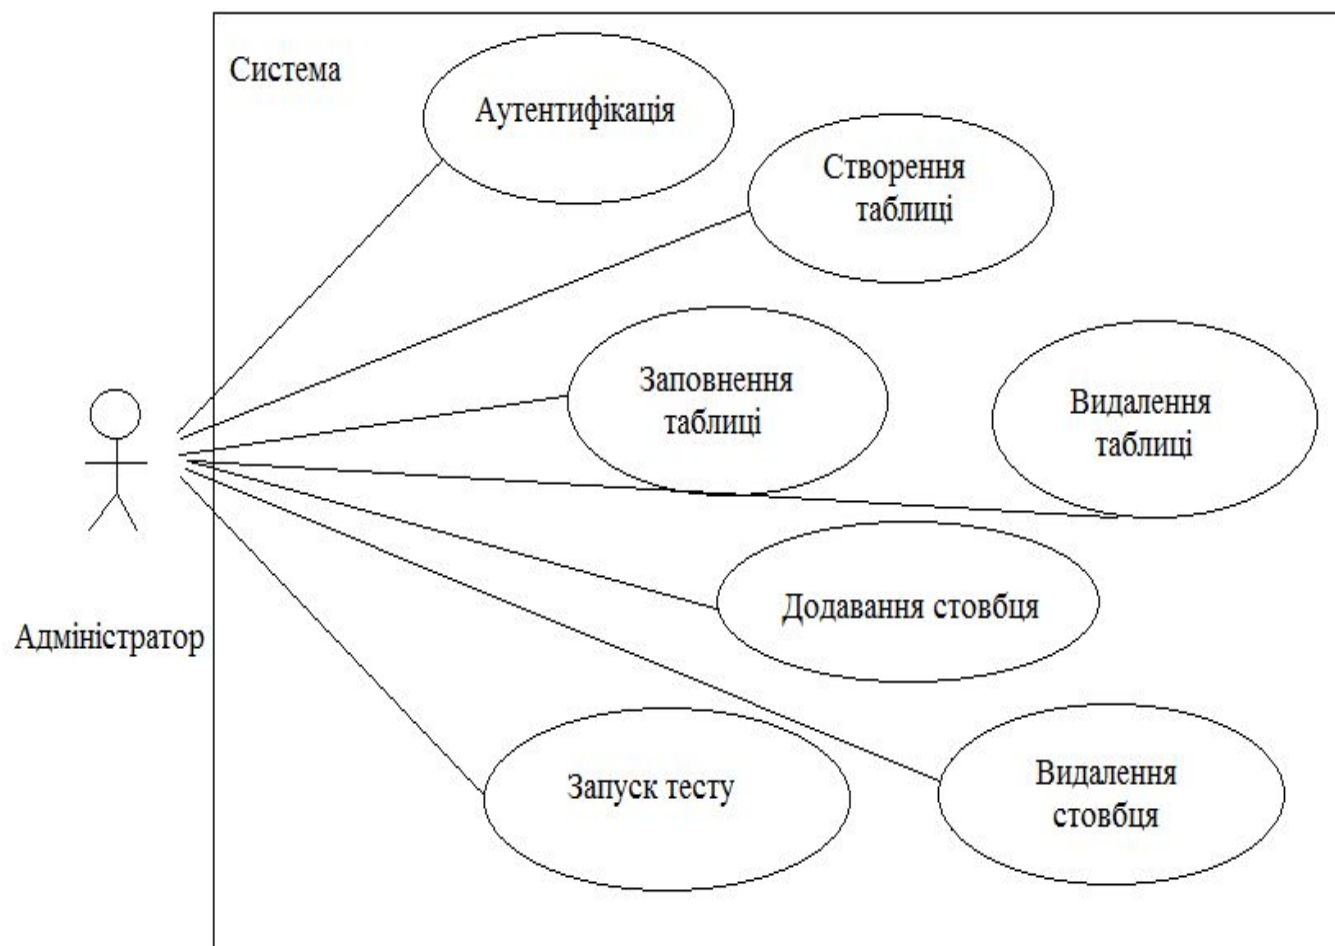 Система
Аутентифікація
Створення
таблиці
Заповнення
таблиці
Видалення
таблиці
Додавання стовбця
Адміністратор
Запуск тесту
Видалення
стовбця